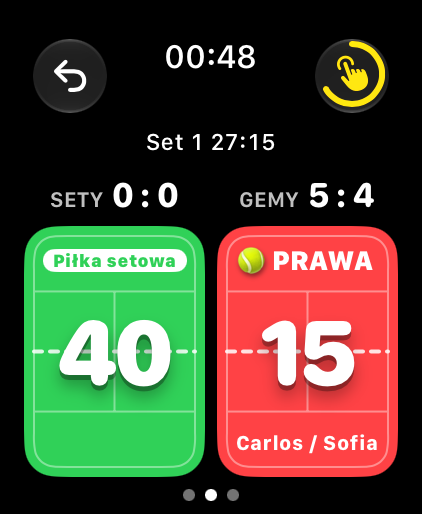 00:48
Set 1 27:15
SETY 0:0 GEMY 5:4
Piłka setowa
40
PRAWA
15
Carlos / Sofia